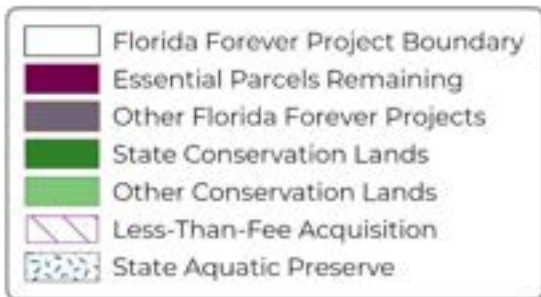 Florida Forever Project Boundary
Essential Parcels Remaining
Other Florida Forever Projects
State Conservation Lands
Other Conservation Lands
Less-Than-Fee Acquisition
State Aquatic Preserve